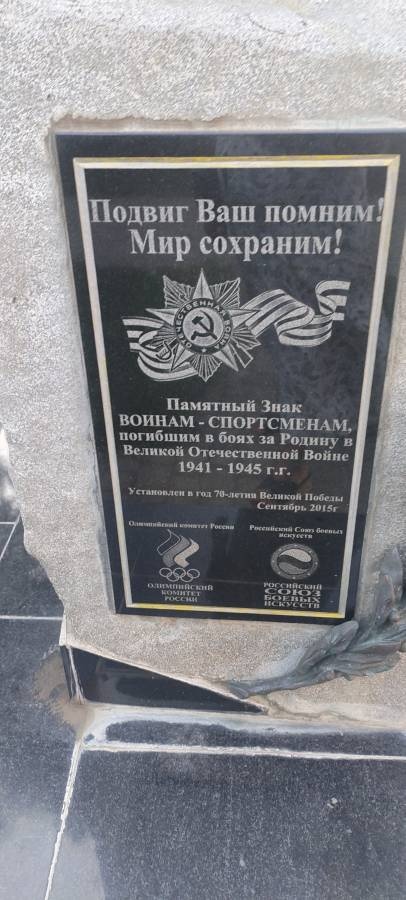 Подвиг Ваш помним!
Мир сохраним!
ОТЕЧЕСТВЕННАЯ ВОЙНА
Памятный Знак
ВОИНАМ - СПОРТСМЕНАМ,
погибшим в боях за Родину в
Великой Отечественной Войне
1941 - 1945 г.г.
Установлен в год 70-летия Великой Победы
Сентябрь 2015г
Олимпийский комитет России
Российский Союз боевых
искусств
ОЛИМПИЙСКИЙ
КОМИТЕТ
РОССИИ
РОССИЙСКИЙ
СОЮЗ
БОЕВЫХ
ИСКУССТВ